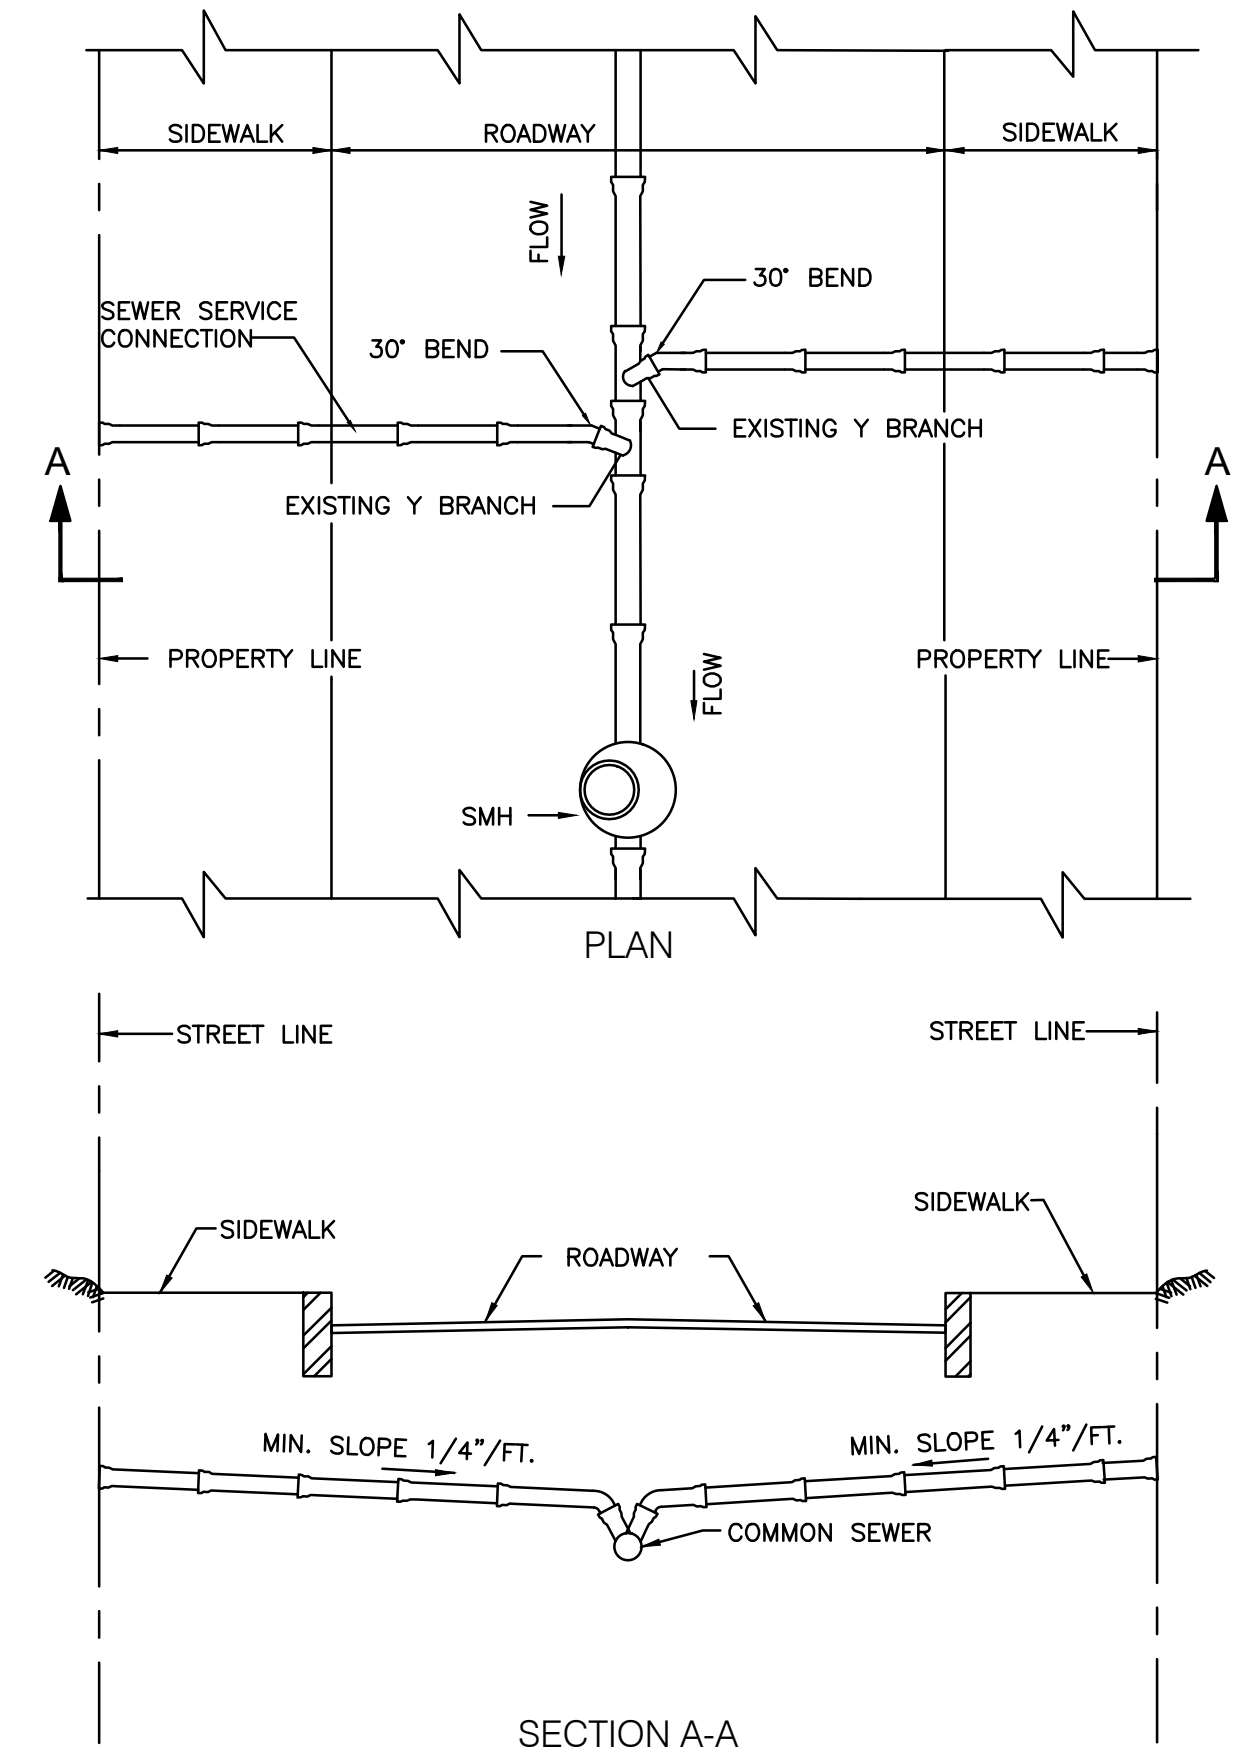 SIDEWALK
ROADWAY
SIDEWALK
FLOW
30° BEND
SEWER SERVICE
CONNECTION
30° BEND
EXISTING Y BRANCH
A
A
EXISTING Y BRANCH
PROPERTY LINE
PROPERTY LINE
FLOW
SMH
PLAN
STREET LINE
STREET LINE
SIDEWALK
SIDEWALK
ROADWAY
MIN. SLOPE 1/4"/FT.
MIN. SLOPE 1/4"/FT.
COMMON SEWER
SECTION A-A